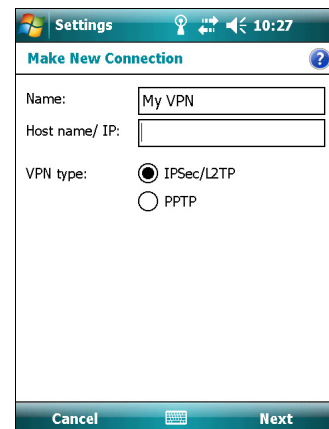 Settings 10:27
Make New Connection ?
Name: My VPN
Host name/ IP:
VPN type: IPSec/L2TP
PPTP
Cancel Next